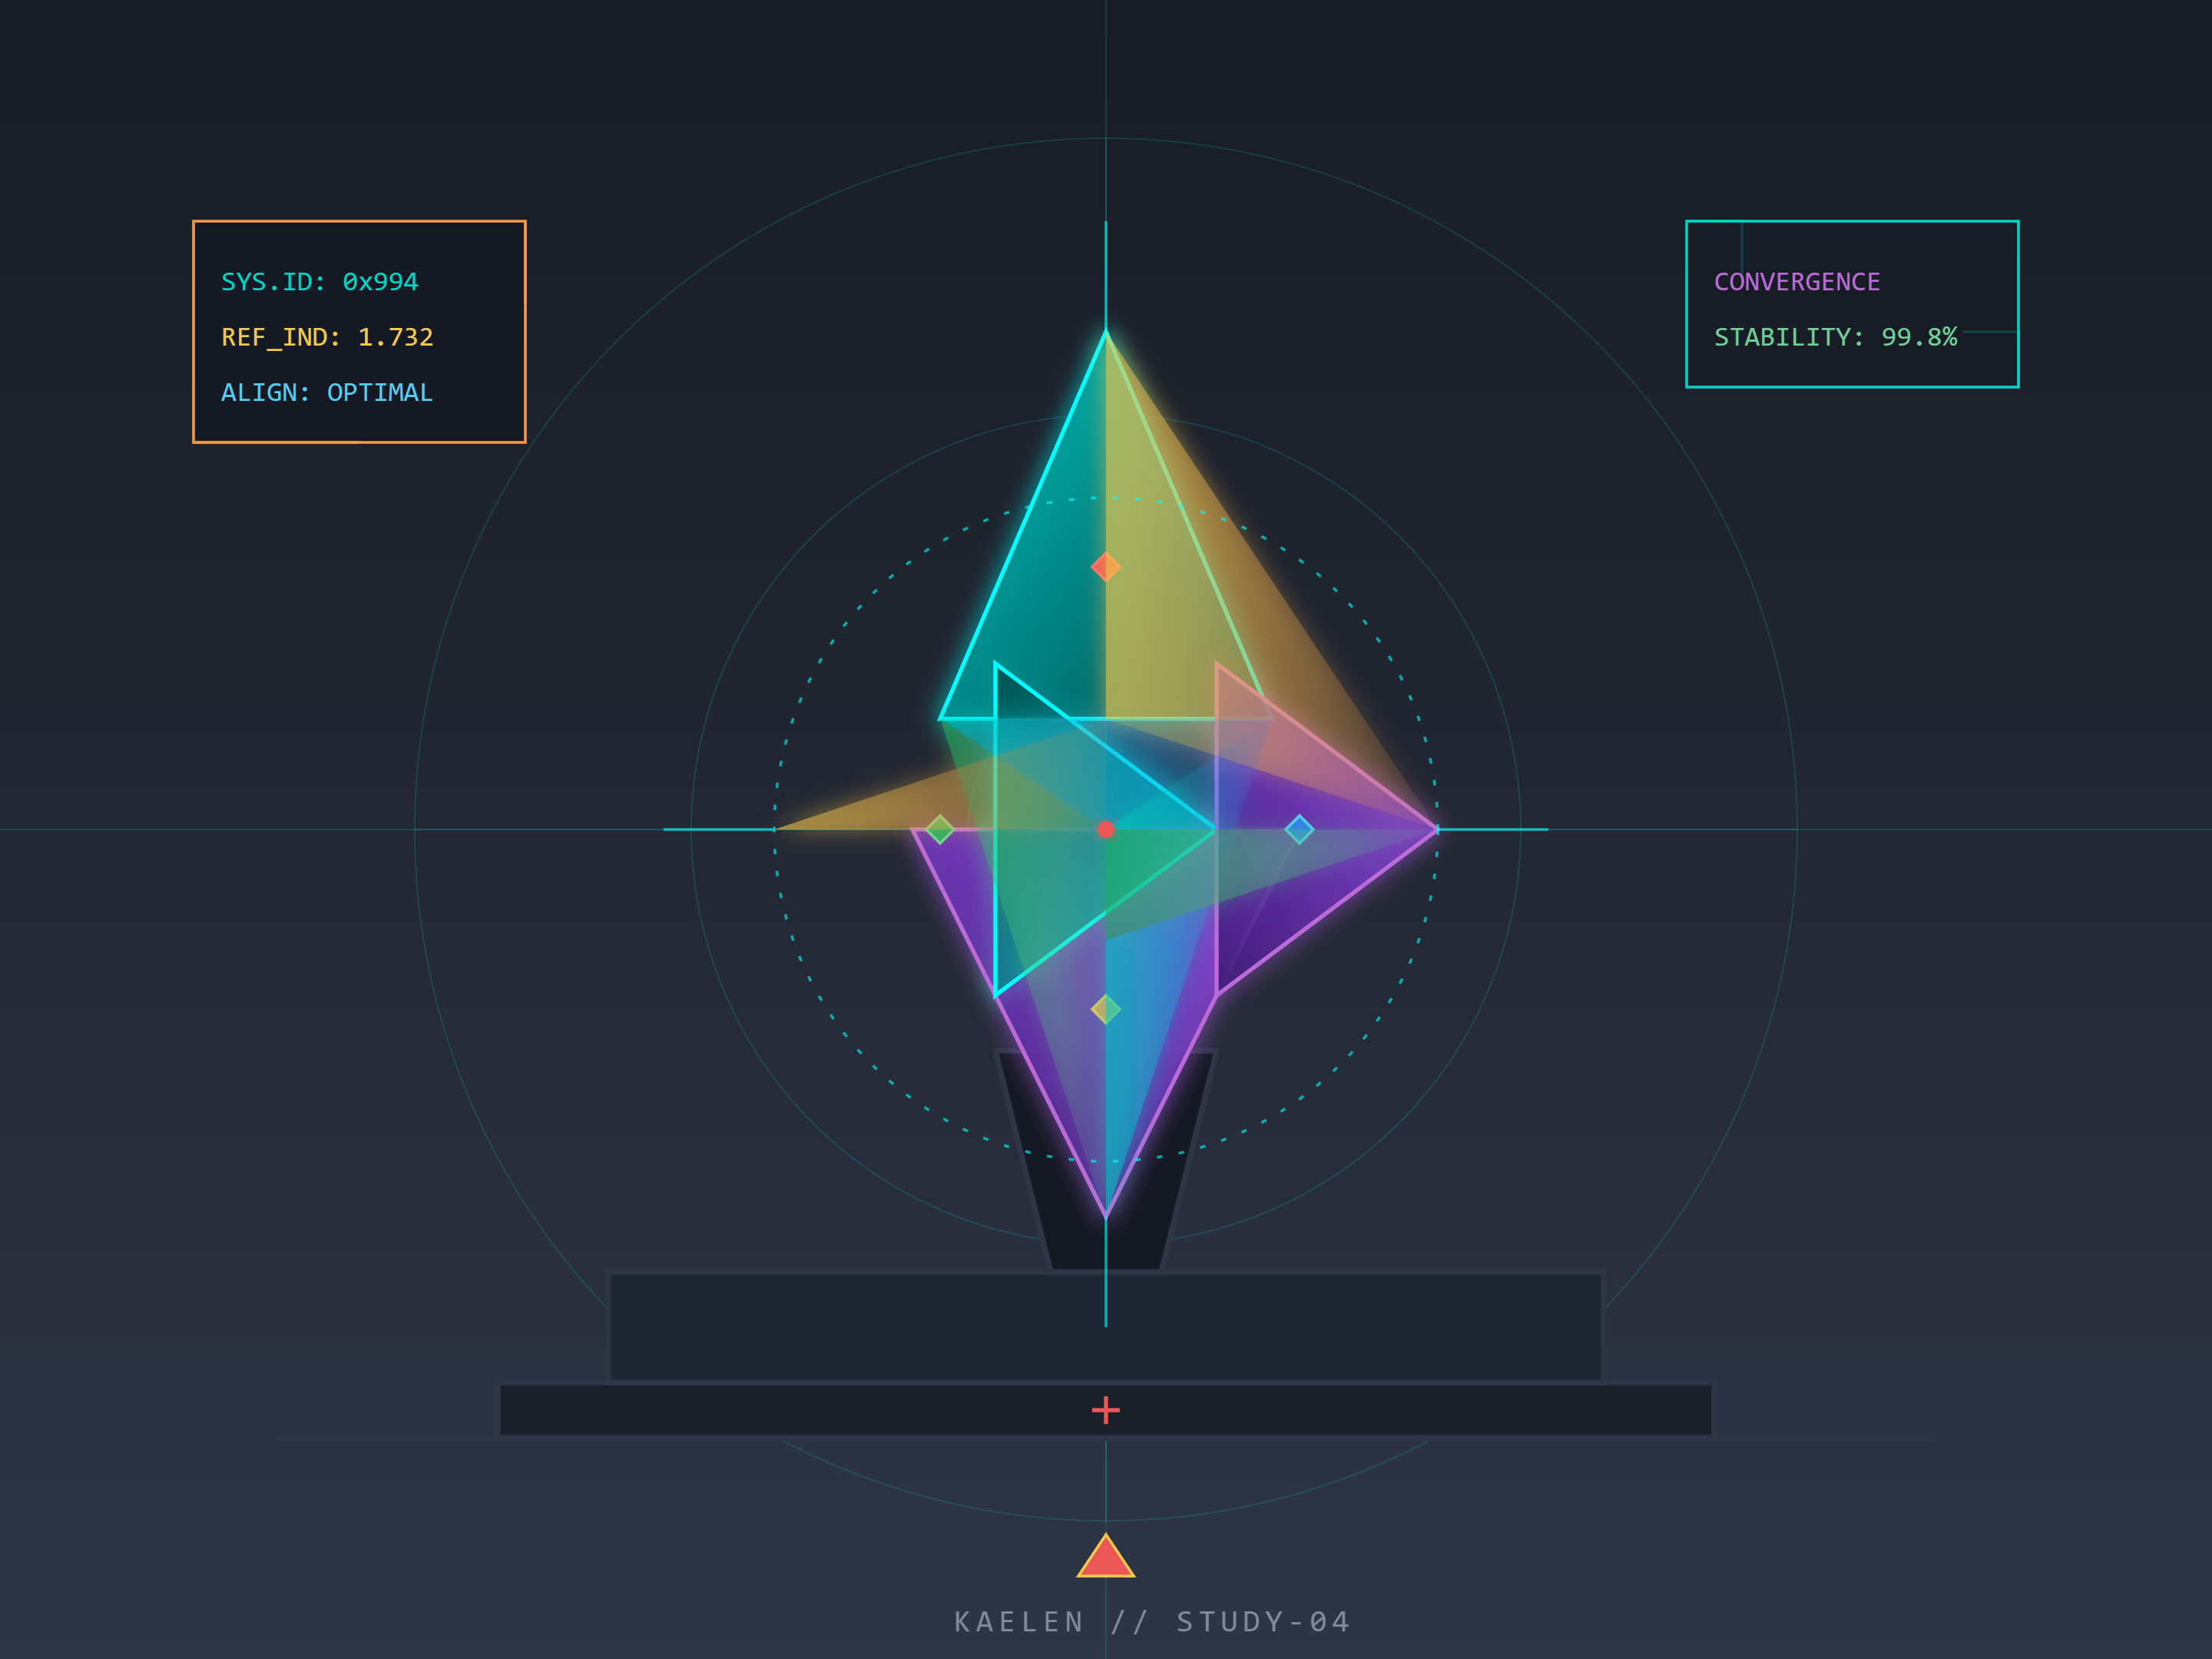 SYS.ID: 0x994
REF_IND: 1.732
ALIGN: OPTIMAL
CONVERGENCE
STABILITY: 99.8%
KAELEN // STUDY-04